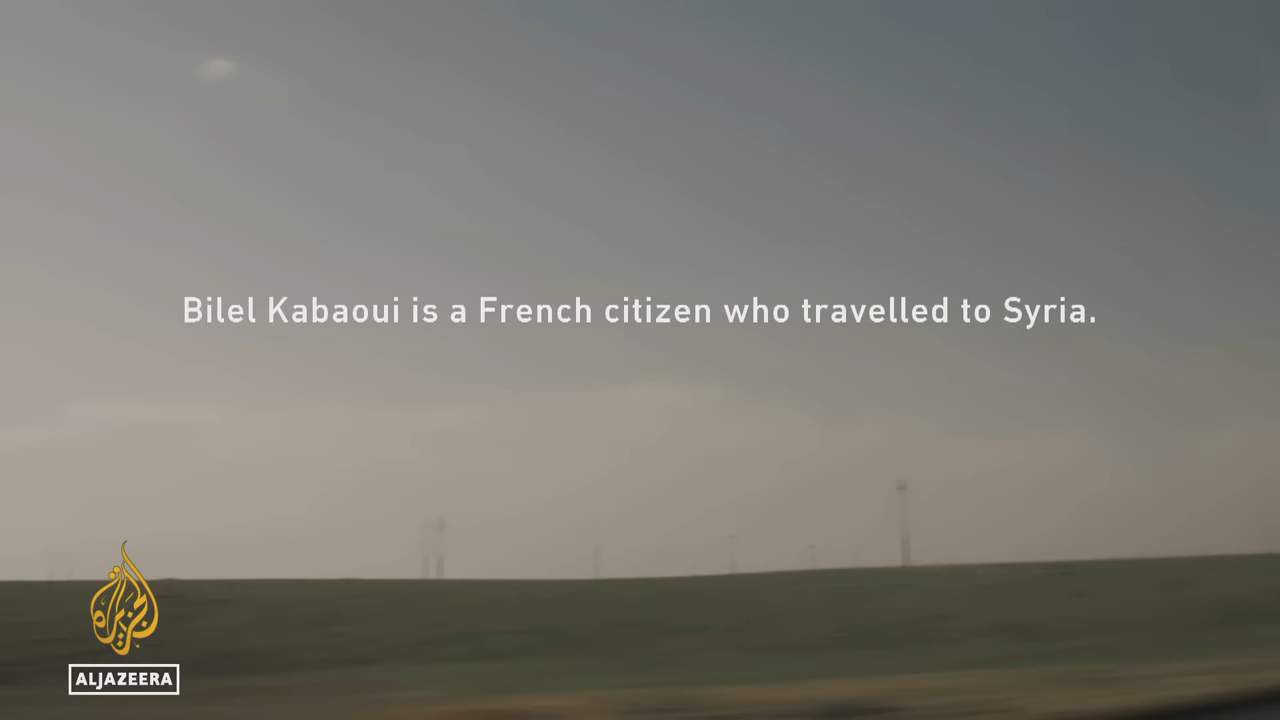 Bilel Kabaoui is a French citizen who travelled to Syria.
الجزيرة
ALJAZEERA